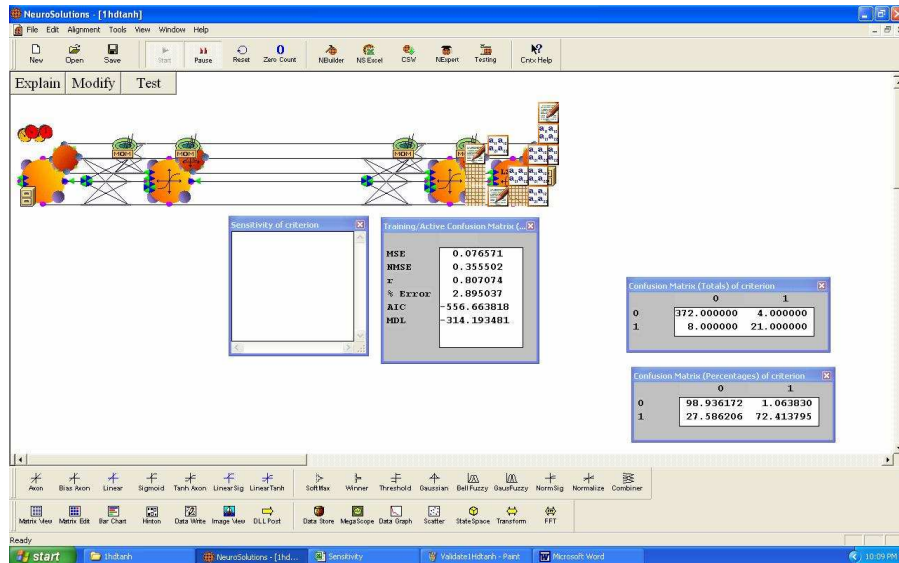 NeuroSolutions - [1hdtanh]
File Edit Alignment Tools View Window Help
New Open Save Start Pause Reset Zero Count NBuilder NS Excel CSW NExpert Testing Cntx Help
Explain Modify Test
MOM MOM MOM
Sensitivity of criterion
Training/Active Confusion Matrix (...
MSE 0.076571
NMSE 0.355502
r 0.807074
% Error 2.895037
AIC -556.663818
MDL -314.193481
Confusion Matrix (Totals) of criterion
0 1
0 372.000000 4.000000
1 8.000000 21.000000
Confusion Matrix (Percentages) of criterion
0 1
0 98.936172 1.063830
1 27.586206 72.413795
Axon Bias Axon Linear Sigmoid Tanh Axon Linear Sig LinearTanh SoftMax Winner Threshold Gaussian Bell Fuzzy GausFuzzy Norm Sig Normalize Combiner
Matrix View Matrix Edit Bar Chart Hinton Data Write Image View DLL Post Data Store MegaScope Data Graph Scatter StateSpace Transform FFT
Ready
start 1hdtanh NeuroSolutions - [1hd... Sensitivity Validate1Hdtanh - Paint Microsoft Word 10:09 PM